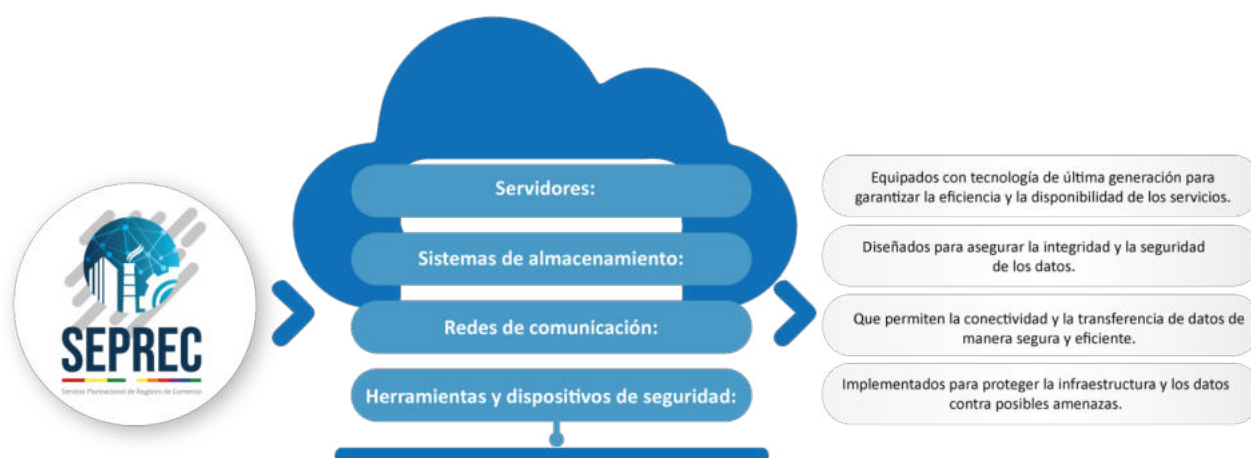 SEPREC
Servicio Plurinacional de Registro de Comercio
Servidores:
Equipados con tecnología de última generación para
garantizar la eficiencia y la disponibilidad de los servicios.
Sistemas de almacenamiento:
Diseñados para asegurar la integridad y la seguridad
de los datos.
Redes de comunicación:
Que permiten la conectividad y la transferencia de datos de
manera segura y eficiente.
Herramientas y dispositivos de seguridad:
Implementados para proteger la infraestructura y los datos
contra posibles amenazas.